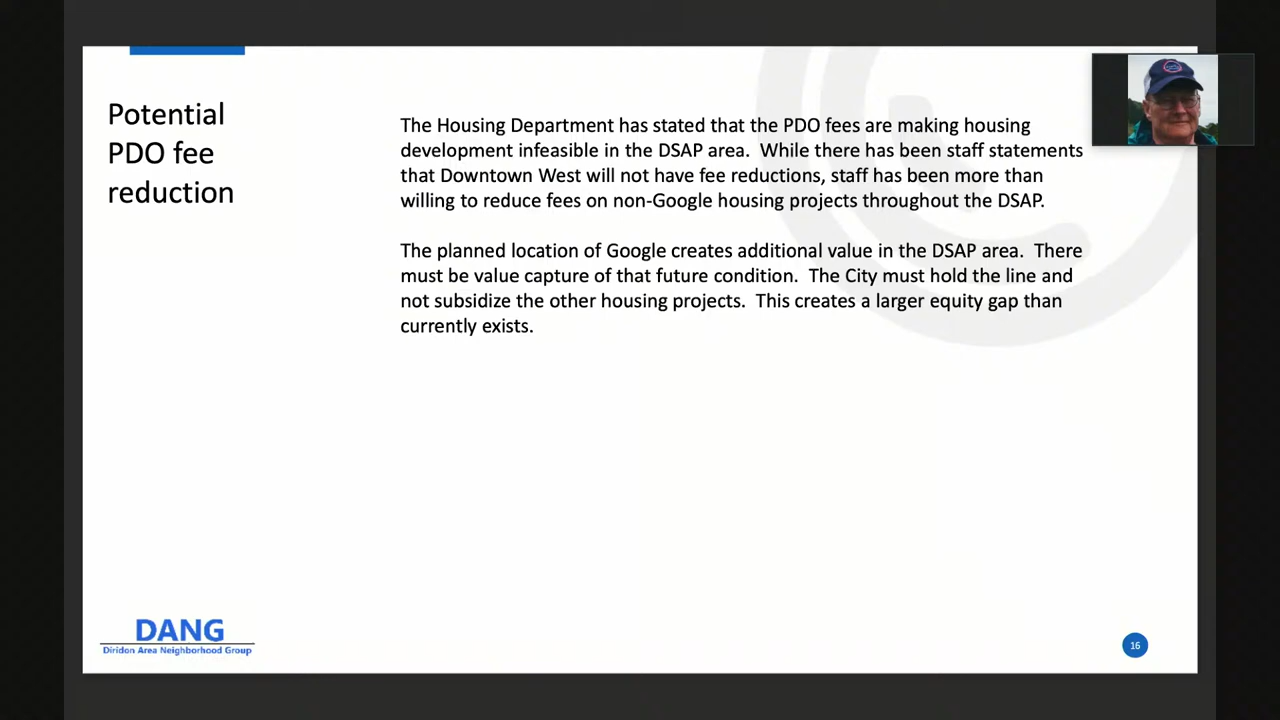 Potential
PDO fee
reduction
The Housing Department has stated that the PDO fees are making housing
development infeasible in the DSAP area.  While there has been staff statements
that Downtown West will not have fee reductions, staff has been more than
willing to reduce fees on non-Google housing projects throughout the DSAP.
The planned location of Google creates additional value in the DSAP area.  There
must be value capture of that future condition.  The City must hold the line and
not subsidize the other housing projects.  This creates a larger equity gap than
currently exists.
DANG
Diridon Area Neighborhood Group
16